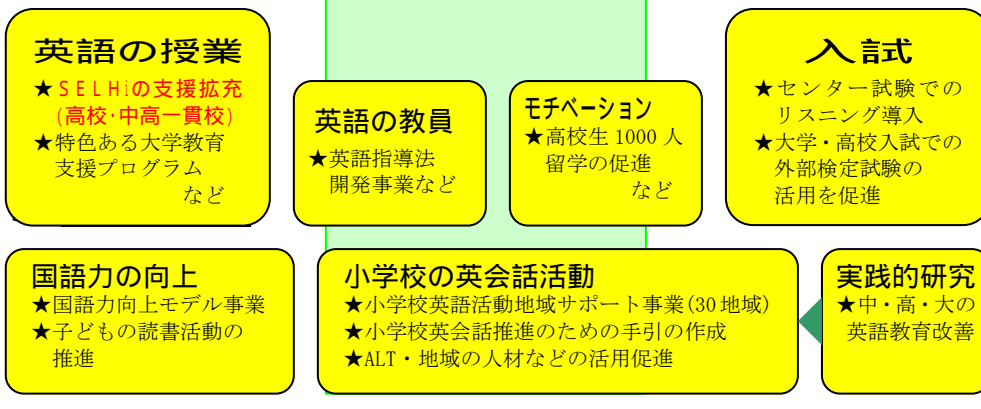 英語の授業
★SELHiの支援拡充
(高校・中高一貫校)
★特色ある大学教育
支援プログラム
など
英語の教員
★英語指導法
開発事業など
モチベーション
★高校生1000人
留学の促進
など
入試
★センター試験での
リスニング導入
★大学・高校入試での
外部検定試験の
活用を促進
国語力の向上
★国語力向上モデル事業
★子どもの読書活動の
推進
小学校の英会話活動
★小学校英語活動地域サポート事業(30地域)
★小学校英会話推進のための手引の作成
★ALT・地域の人材などの活用促進
実践的研究
★中・高・大の
英語教育改善